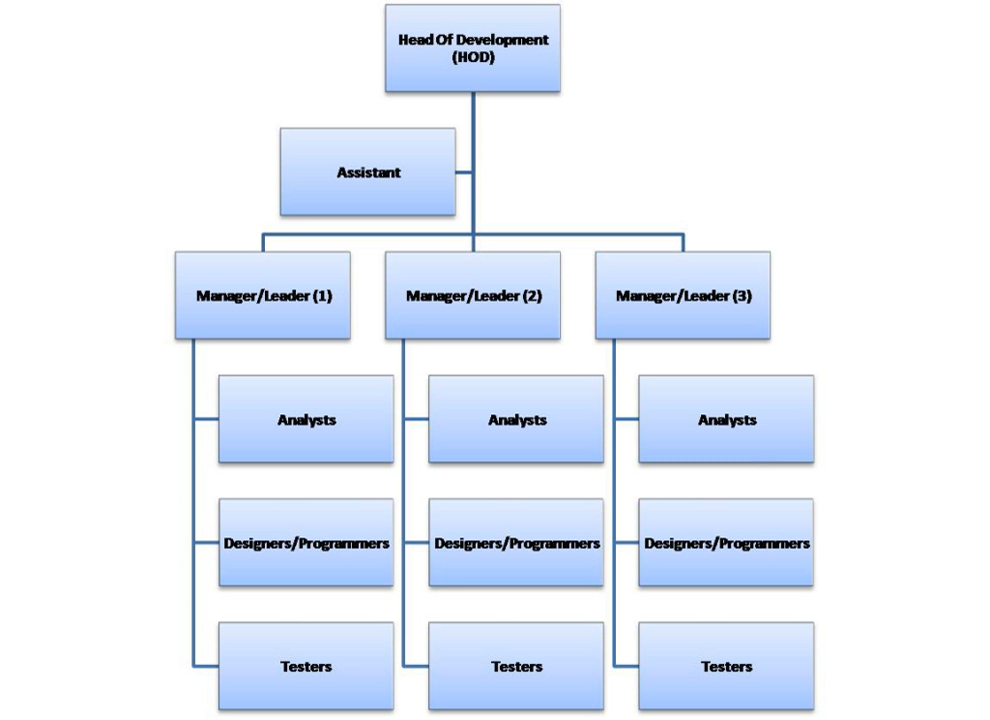 Head Of Development
(HOD)
Assistant
Manager/Leader (1)
Manager/Leader (2)
Manager/Leader (3)
Analysts
Analysts
Analysts
Designers/Programmers
Designers/Programmers
Designers/Programmers
Testers
Testers
Testers